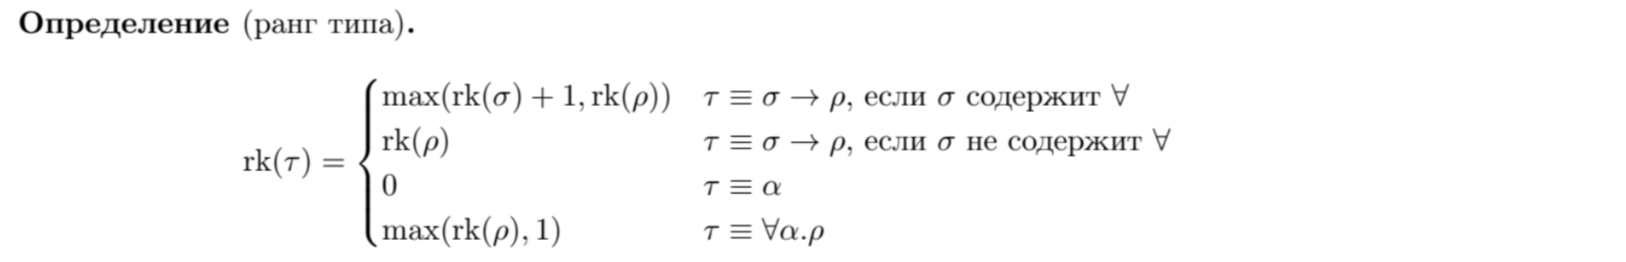 Определение (ранг типа).
max(rk(σ) + 1, rk(ρ)) τ ≡ σ → ρ, если σ содержит ∀
rk(ρ) τ ≡ σ → ρ, если σ не содержит ∀
rk(τ) =
0 τ ≡ α
max(rk(ρ), 1) τ ≡ ∀α.ρ